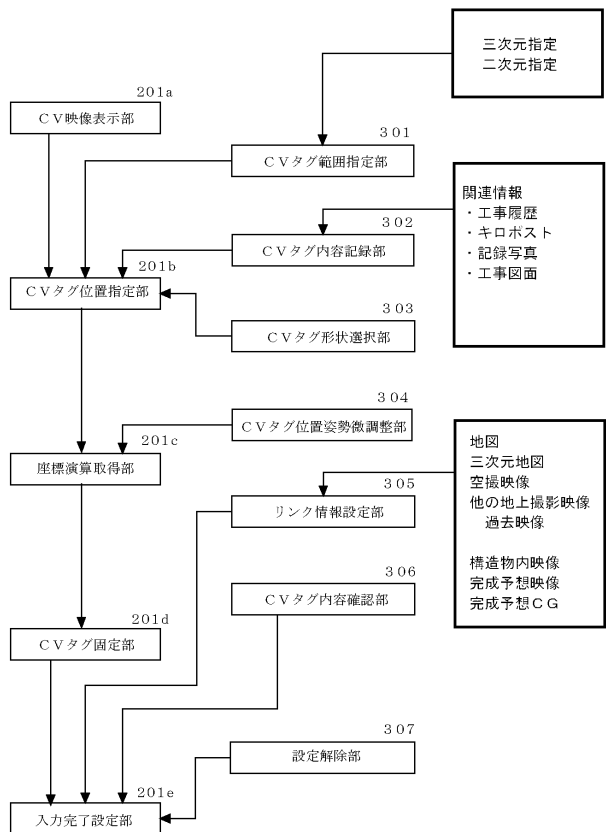 三次元指定
二次元指定
201a
CV映像表示部
301
CVタグ範囲指定部
関連情報
・工事履歴
・キロポスト
・記録写真
・工事図面
302
CVタグ内容記録部
201b
CVタグ位置指定部
303
CVタグ形状選択部
304
CVタグ位置姿勢微調整部
201c
座標演算取得部
地図
三次元地図
空撮映像
他の地上撮影映像
過去映像
構造物内映像
完成予想映像
完成予想CG
305
リンク情報設定部
306
CVタグ内容確認部
201d
CVタグ固定部
307
設定解除部
201e
入力完了設定部